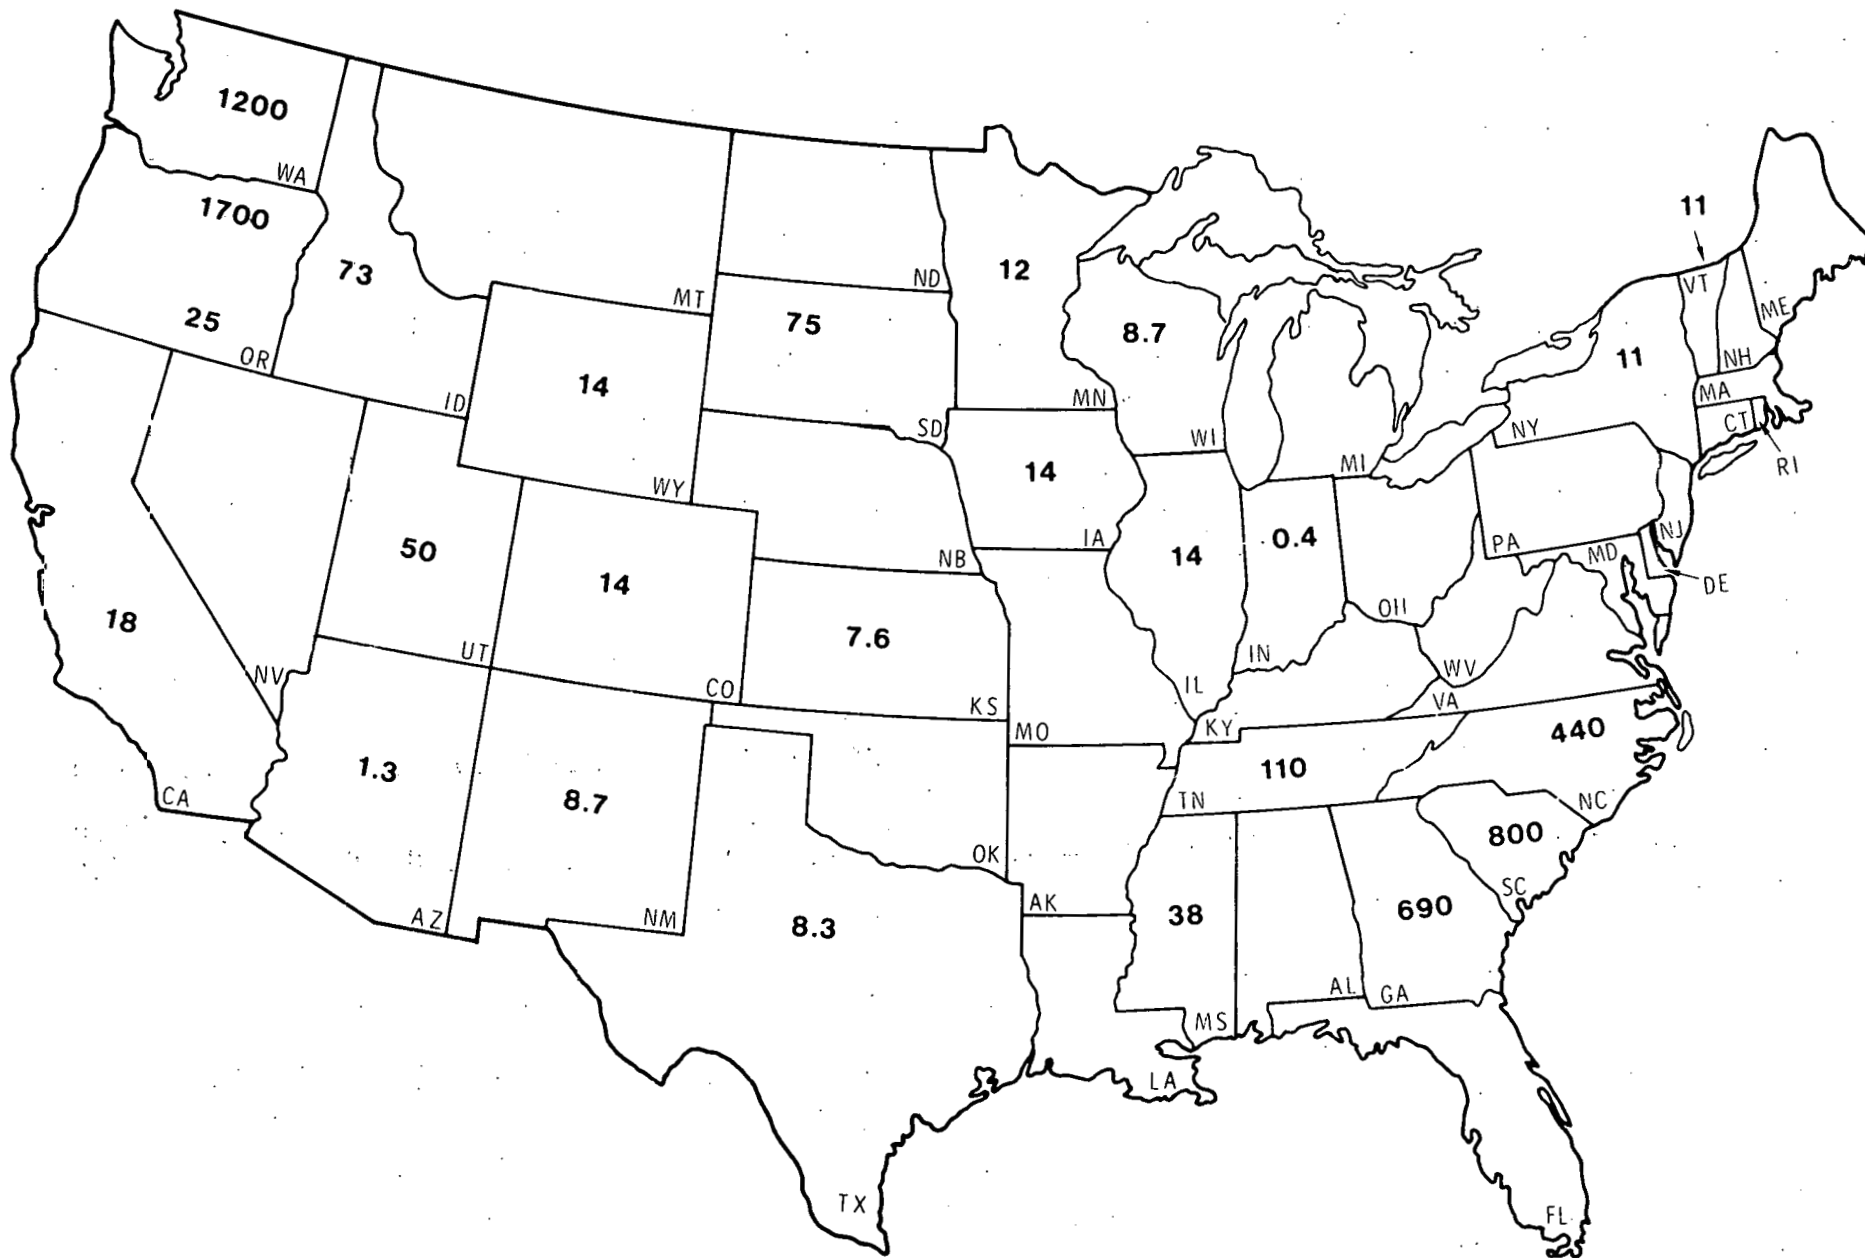 1200
WA
1700
25
OR
73
ID
MT
ND
12
MN
75
SD
14
WY
8.7
WI
MI
11
VT
ME
NH
11
NY
MA
CT
RI
14
IA
NB
50
UT
14
CO
7.6
KS
14
IL
0.4
IN
OH
PA
MD
NJ
DE
WV
VA
18
CA
NV
1.3
AZ
8.7
NM
OK
MO
KY
110
TN
440
NC
800
SC
690
GA
AK
38
MS
AL
8.3
TX
LA
FL